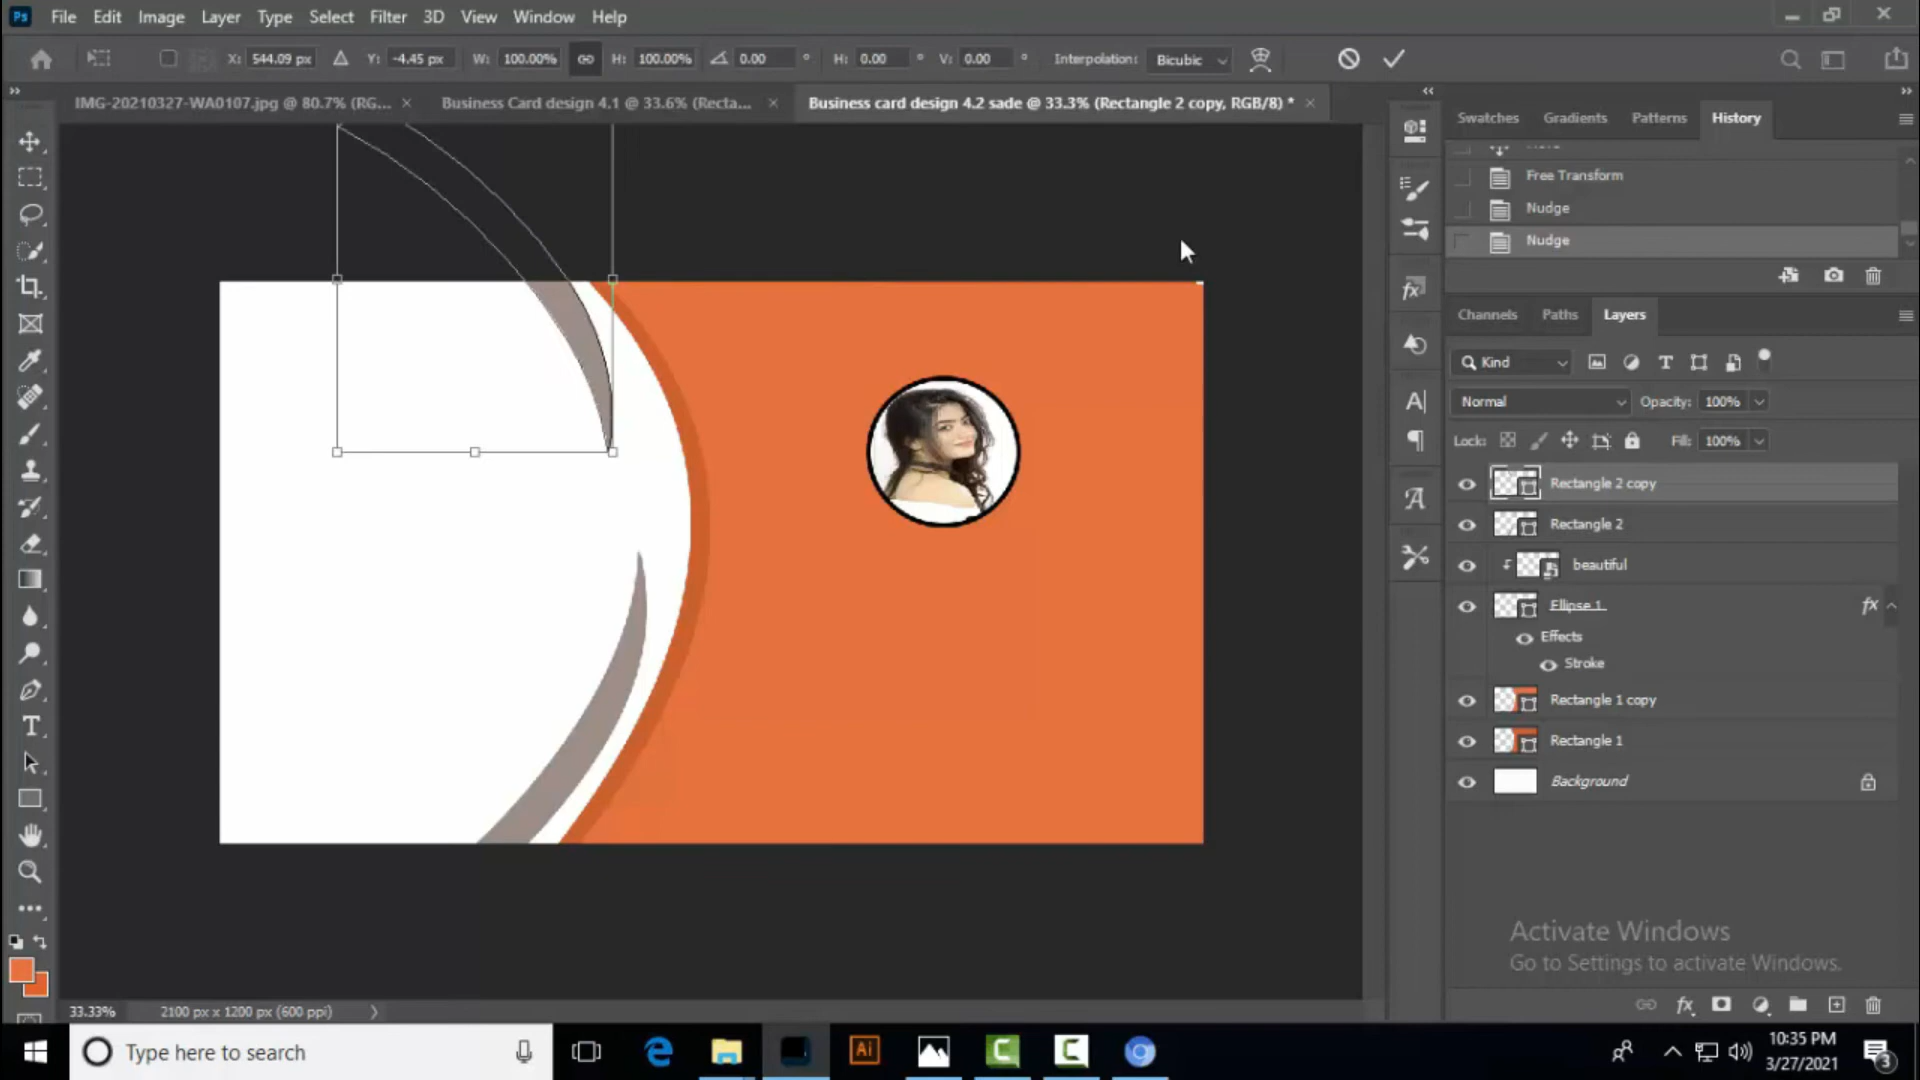 Ps File Edit Image Layer Type Select Filter 3D View Window Help
X: 544.09 px Y: -4.45 px W: 100.00% H: 100.00% 0.00 ° H: 0.00 ° V: 0.00 ° Interpolation: Bicubic
IMG-20210327-WA0107.jpg @ 80.7% (RG... × Business Card design 4.1 @ 33.6% (Recta... × Business card design 4.2 sade @ 33.3% (Rectangle 2 copy, RGB/8) * ×
Swatches Gradients Patterns History
Free Transform
Nudge
Nudge
Channels Paths Layers
Kind
Normal Opacity: 100%
Lock: Fill: 100%
Rectangle 2 copy
Rectangle 2
beautiful
Ellipse 1 fx
Effects
Stroke
Rectangle 1 copy
Rectangle 1
Background
Activate Windows
Go to Settings to activate Windows.
33.33% 2100 px x 1200 px (600 ppi)
Type here to search
Ai
10:35 PM
3/27/2021
3